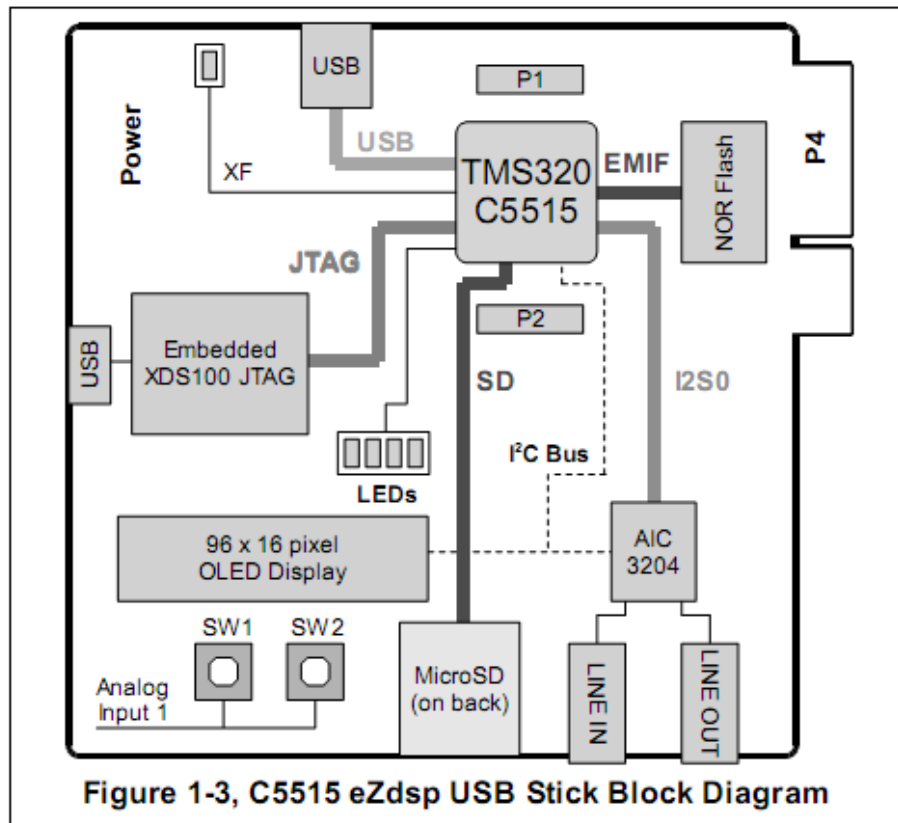 USB
P1
Power
USB
XF
TMS320
C5515
EMIF
NOR Flash
P4
JTAG
P2
USB
Embedded
XDS100 JTAG
SD
I2S0
I²C Bus
LEDs
96 x 16 pixel
OLED Display
AIC
3204
SW1
SW2
Analog
Input 1
MicroSD
(on back)
LINE IN
LINE OUT
Figure 1-3, C5515 eZdsp USB Stick Block Diagram